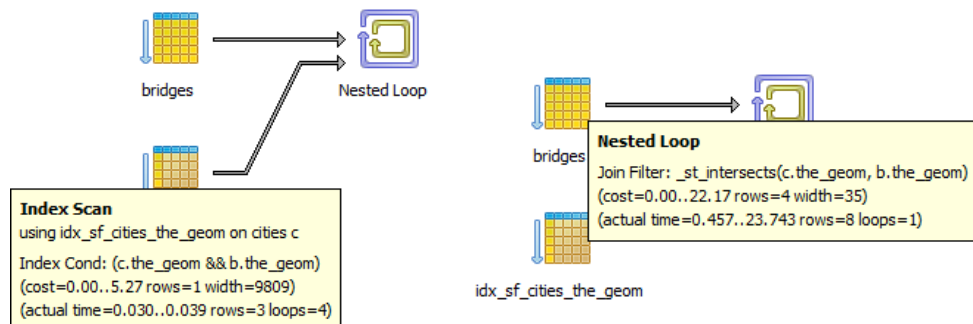 bridges
Nested Loop
Index Scan
using idx_sf_cities_the_geom on cities c
Index Cond: (c.the_geom && b.the_geom)
(cost=0.00..5.27 rows=1 width=9809)
(actual time=0.030..0.039 rows=3 loops=4)
bridges
Nested Loop
Join Filter: _st_intersects(c.the_geom, b.the_geom)
(cost=0.00..22.17 rows=4 width=35)
(actual time=0.457..23.743 rows=8 loops=1)
idx_sf_cities_the_geom